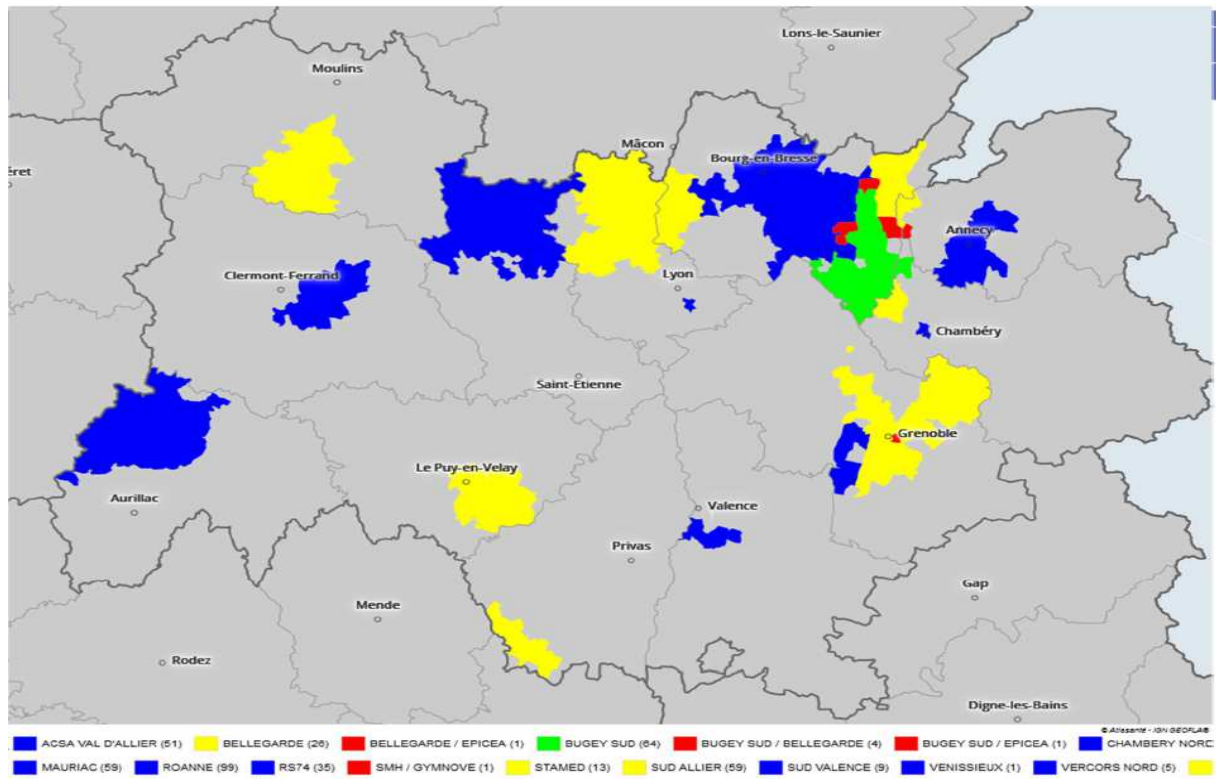 Lons-le-Saunier
Moulins
Mâcon
Bourg-en-Bresse
éret
Annecy
Clermont-Ferrand
Lyon
Chambéry
Saint-Étienne
Grenoble
Le Puy-en-Velay
Aurillac
Valence
Privas
Gap
Mende
Rodez
Digne-les-Bains
© Atlasanté - IGN GEOFLA®
ACSA VAL D'ALLIER (51) BELLEGARDE (26) BELLEGARDE / EPICEA (1) BUGEY SUD (64) BUGEY SUD / BELLEGARDE (4) BUGEY SUD / EPICEA (1) CHAMBERY NORD
MAURIAC (59) ROANNE (99) RS74 (35) SMH / GYMNOVE (1) STAMED (13) SUD ALLIER (59) SUD VALENCE (9) VENISSIEUX (1) VERCORS NORD (5)